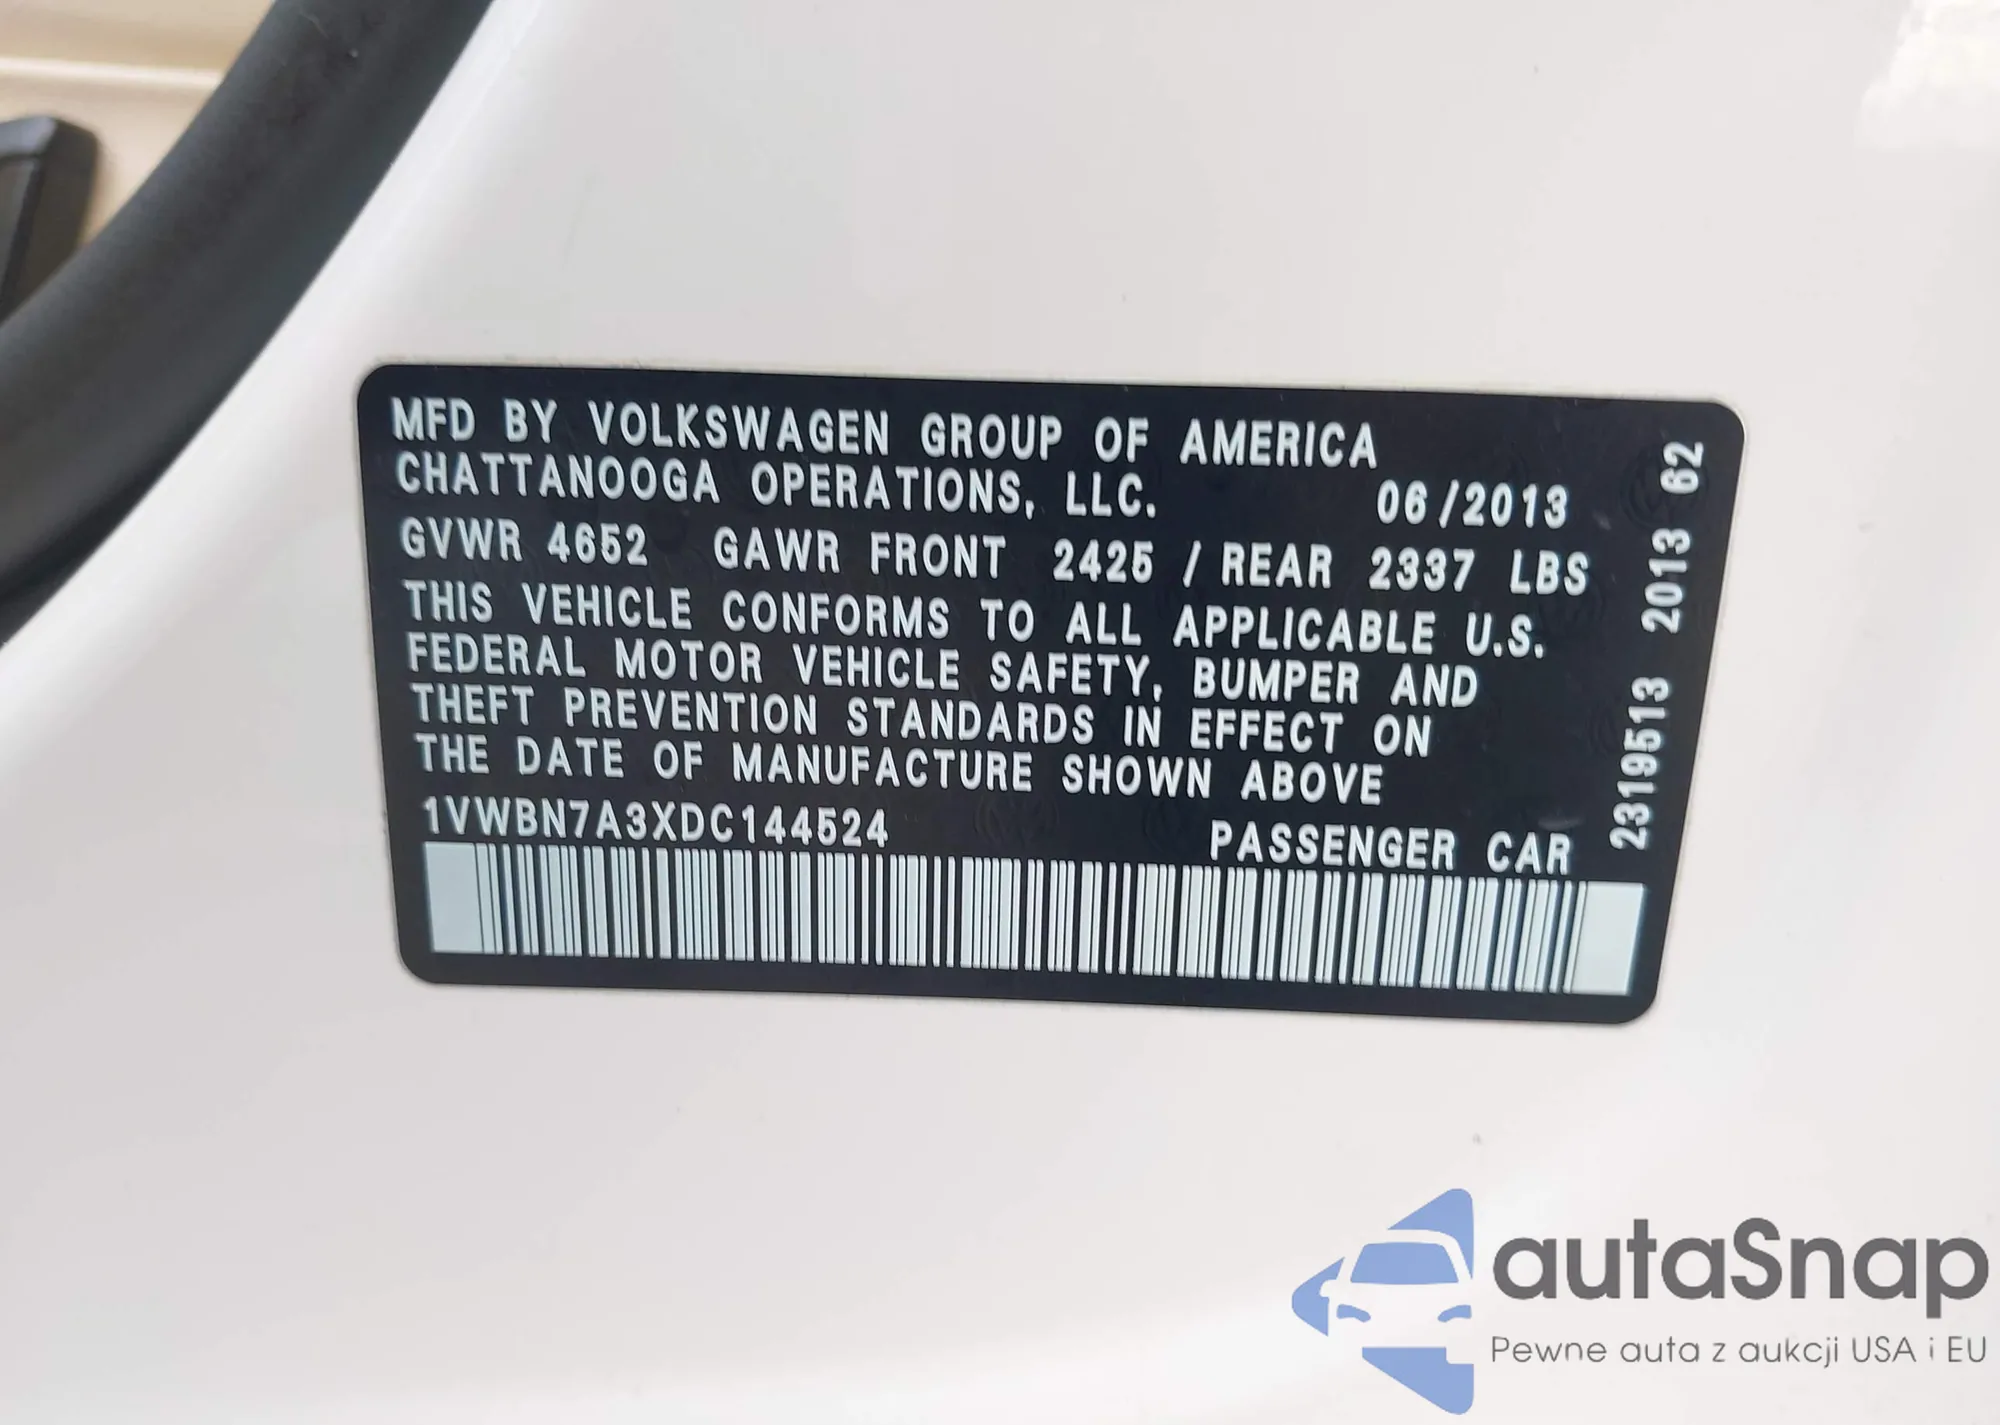 MFD BY VOLKSWAGEN GROUP OF AMERICA
CHATTANOOGA OPERATIONS, LLC. 06/2013
GVWR 4652 GAWR FRONT 2425 / REAR 2337 LBS
THIS VEHICLE CONFORMS TO ALL APPLICABLE U.S.
FEDERAL MOTOR VEHICLE SAFETY, BUMPER AND
THEFT PREVENTION STANDARDS IN EFFECT ON
THE DATE OF MANUFACTURE SHOWN ABOVE
1VWBN7A3XDC144524 PASSENGER CAR
2319513 2013 62
autaSnap
Pewne auta z aukcji USA i EU